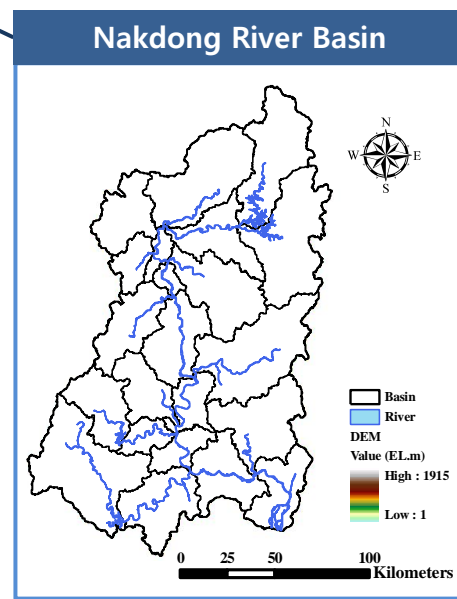 Nakdong River Basin
N
W E
S
Basin
River
DEM
Value (EL.m)
High : 1915
Low : 1
0 25 50 100
Kilometers